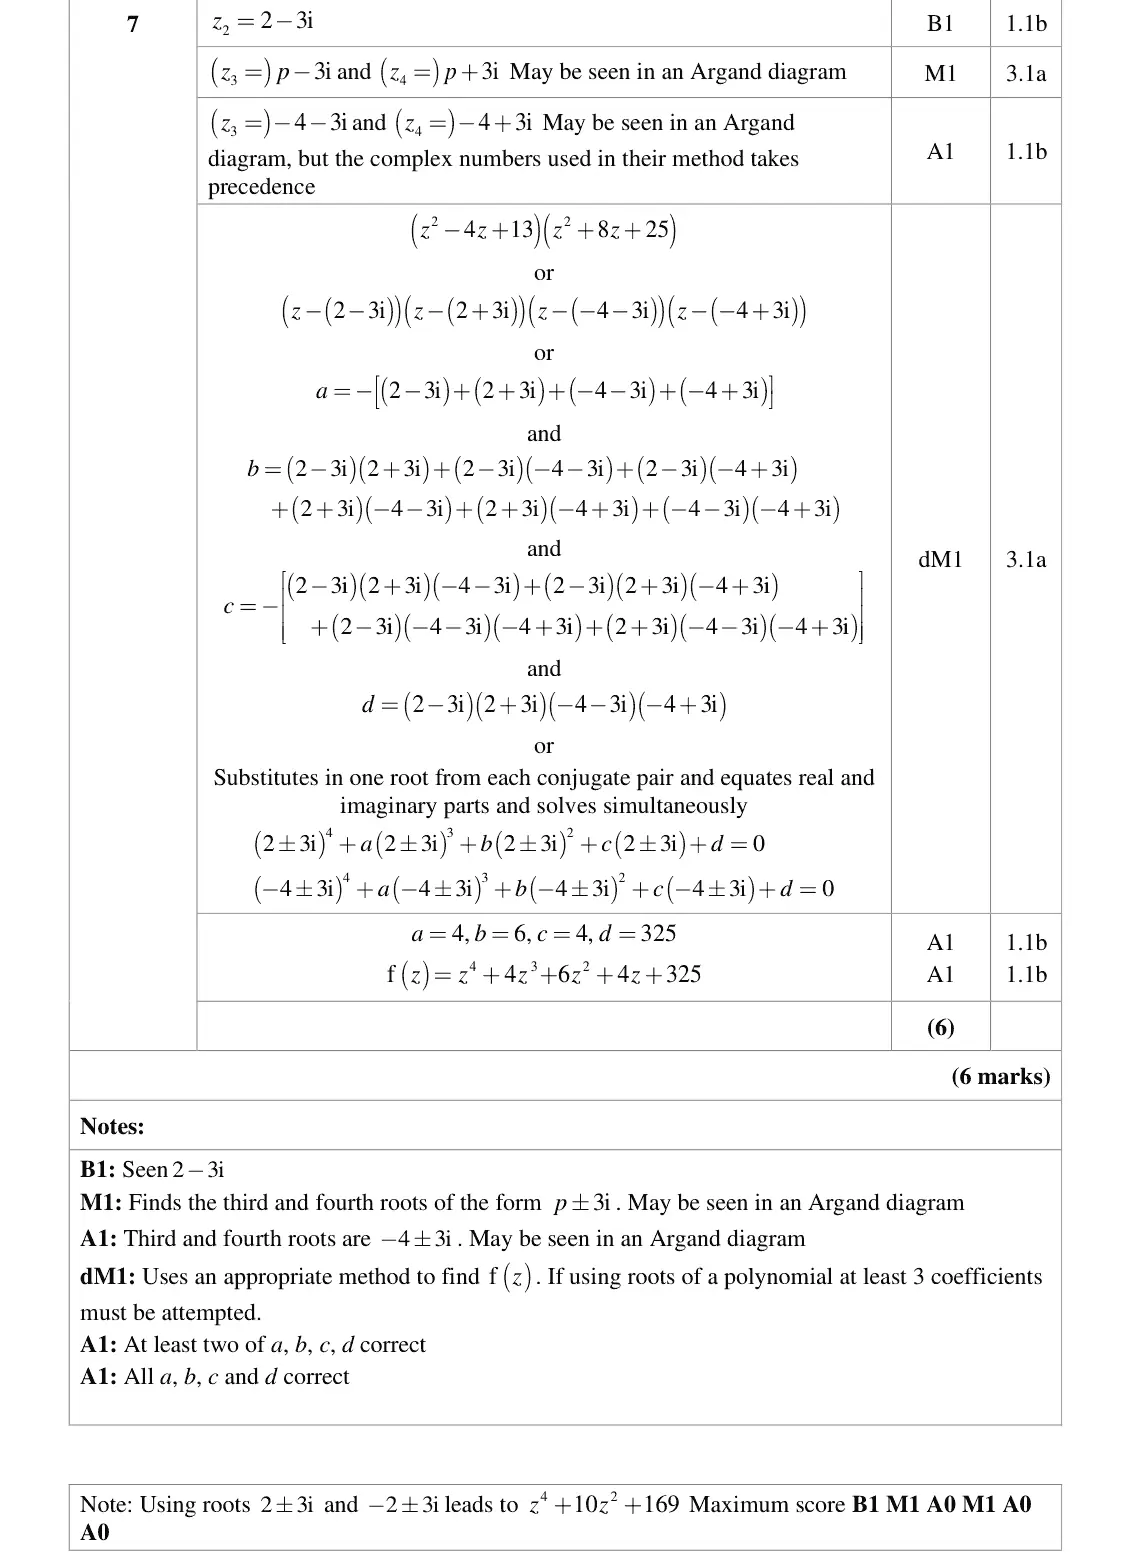 7 z₂ = 2 − 3i B1 1.1b
(z₃ =) p − 3i and (z₄ =) p + 3i May be seen in an Argand diagram M1 3.1a
(z₃ =) − 4 − 3i and (z₄ =) − 4 + 3i May be seen in an Argand
diagram, but the complex numbers used in their method takes
precedence A1 1.1b
(z² − 4z + 13)(z² + 8z + 25)
or
(z − (2 − 3i))(z − (2 + 3i))(z − (−4 − 3i))(z − (−4 + 3i))
or
a = −[(2 − 3i) + (2 + 3i) + (−4 − 3i) + (−4 + 3i)]
and
b = (2 − 3i)(2 + 3i) + (2 − 3i)(−4 − 3i) + (2 − 3i)(−4 + 3i)
+ (2 + 3i)(−4 − 3i) + (2 + 3i)(−4 + 3i) + (−4 − 3i)(−4 + 3i)
and
c = −[(2 − 3i)(2 + 3i)(−4 − 3i) + (2 − 3i)(2 + 3i)(−4 + 3i)
+ (2 − 3i)(−4 − 3i)(−4 + 3i) + (2 + 3i)(−4 − 3i)(−4 + 3i)]
and
d = (2 − 3i)(2 + 3i)(−4 − 3i)(−4 + 3i)
or
Substitutes in one root from each conjugate pair and equates real and
imaginary parts and solves simultaneously
(2 ± 3i)⁴ + a(2 ± 3i)³ + b(2 ± 3i)² + c(2 ± 3i) + d = 0
(−4 ± 3i)⁴ + a(−4 ± 3i)³ + b(−4 ± 3i)² + c(−4 ± 3i) + d = 0
dM1 3.1a
a = 4, b = 6, c = 4, d = 325 A1 1.1b
f(z) = z⁴ + 4z³ + 6z² + 4z + 325 A1 1.1b
(6)
(6 marks)
Notes:
B1: Seen 2 − 3i
M1: Finds the third and fourth roots of the form p ± 3i . May be seen in an Argand diagram
A1: Third and fourth roots are −4 ± 3i . May be seen in an Argand diagram
dM1: Uses an appropriate method to find f(z) . If using roots of a polynomial at least 3 coefficients
must be attempted.
A1: At least two of a, b, c, d correct
A1: All a, b, c and d correct
Note: Using roots 2 ± 3i and −2 ± 3i leads to z⁴ + 10z² + 169 Maximum score B1 M1 A0 M1 A0
A0